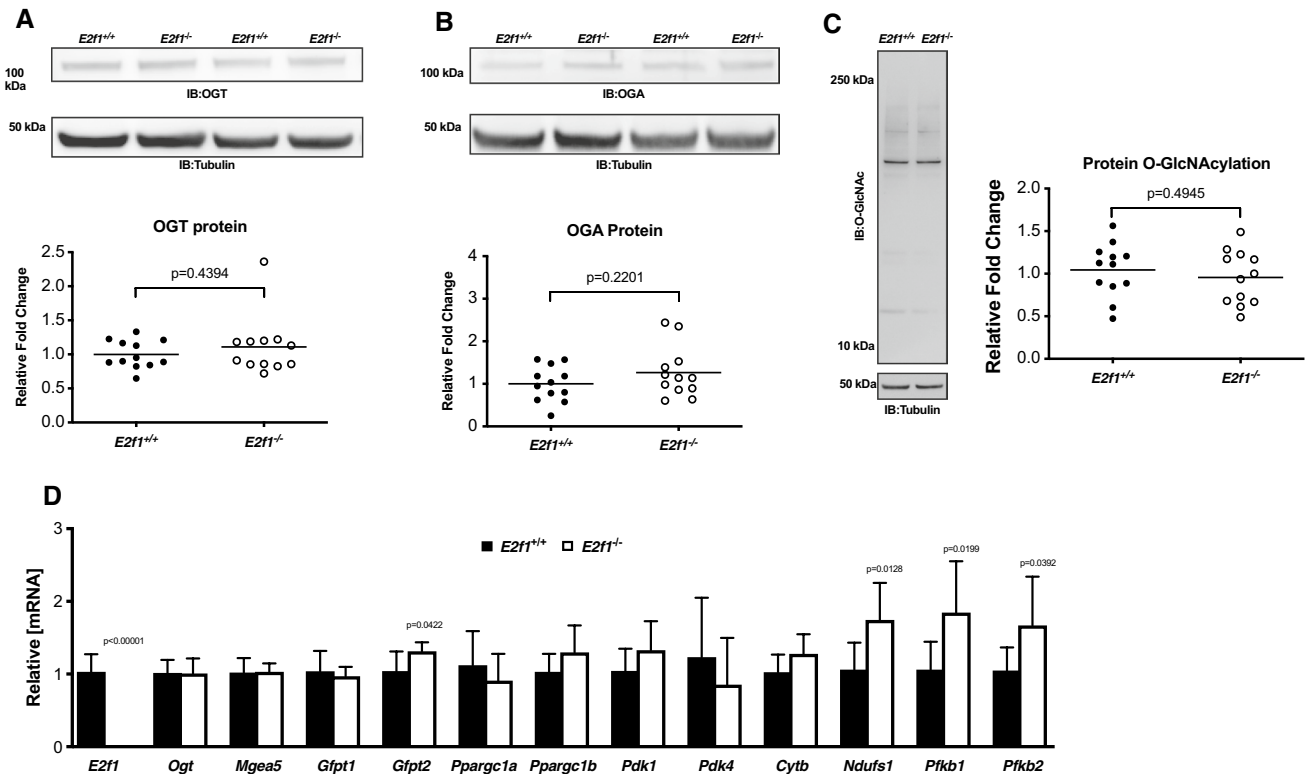 A
E2f1+/+ E2f1-/- E2f1+/+ E2f1-/-
100
kDa
IB:OGT
50 kDa
IB:Tubulin
OGT protein
Relative Fold Change
2.5
2.0
1.5
1.0
0.5
0.0
p=0.4394
E2f1+/+ E2f1-/-
B
E2f1+/+ E2f1-/- E2f1+/+ E2f1-/-
100 kDa
IB:OGA
50 kDa
IB:Tubulin
OGA Protein
Relative Fold Change
4
3
2
1
0
p=0.2201
E2f1+/+ E2f1-/-
C
E2f1+/+ E2f1-/-
250 kDa
IB:O-GlcNAc
10 kDa
50 kDa
IB:Tubulin
Protein O-GlcNAcylation
Relative Fold Change
2.0
1.5
1.0
0.5
0.0
p=0.4945
E2f1+/+ E2f1-/-
D
Relative [mRNA]
3
2
1
0
E2f1+/+ E2f1-/-
p<0.00001
p=0.0422
p=0.0128
p=0.0199
p=0.0392
E2f1 Ogt Mgea5 Gfpt1 Gfpt2 Ppargc1a Ppargc1b Pdk1 Pdk4 Cytb Ndufs1 Pfkb1 Pfkb2